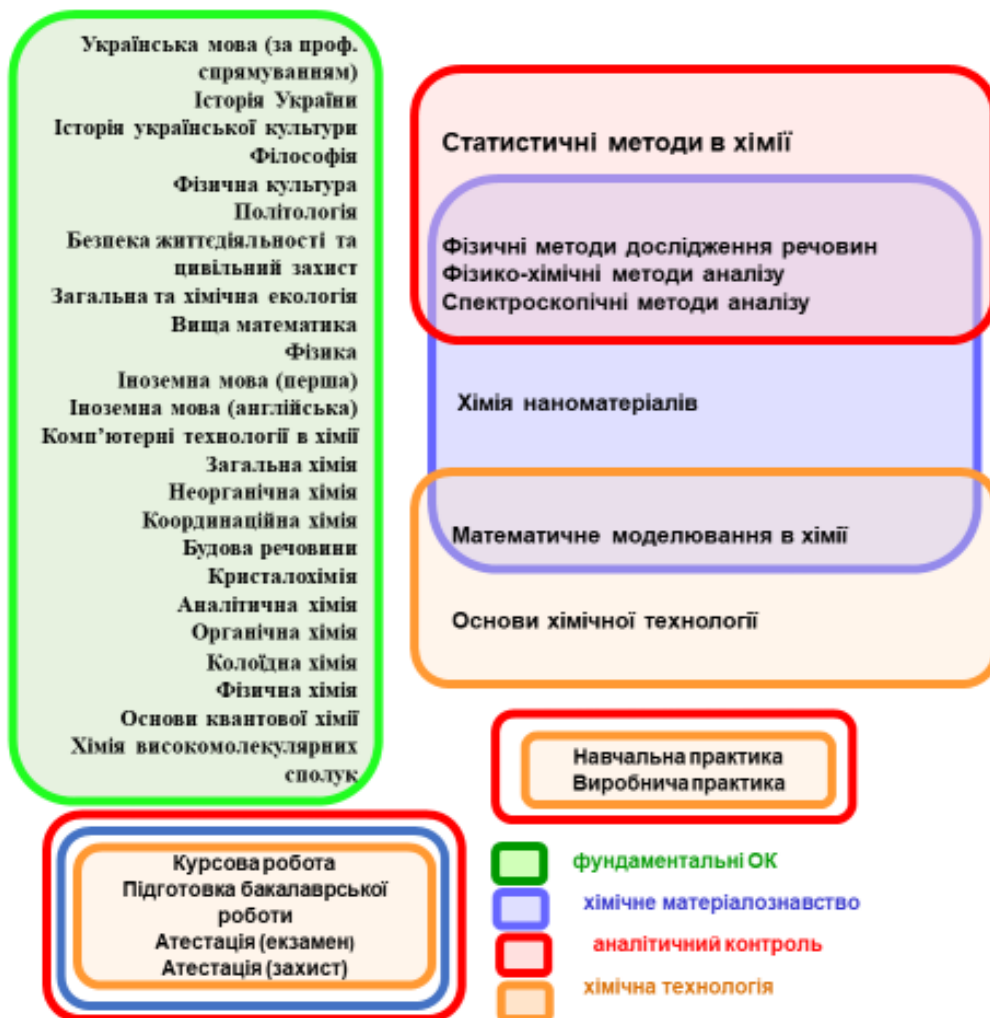 Українська мова (за проф.
спрямуванням)
Історія України
Історія української культури
Філософія
Фізична культура
Політологія
Безпека життєдіяльності та
цивільний захист
Загальна та хімічна екологія
Вища математика
Фізика
Іноземна мова (перша)
Іноземна мова (англійська)
Комп’ютерні технології в хімії
Загальна хімія
Неорганічна хімія
Координаційна хімія
Будова речовини
Кристалохімія
Аналітична хімія
Органічна хімія
Колоїдна хімія
Фізична хімія
Основи квантової хімії
Хімія високомолекулярних
сполук
Статистичні методи в хімії
Фізичні методи дослідження речовин
Фізико-хімічні методи аналізу
Спектроскопічні методи аналізу
Хімія наноматеріалів
Математичне моделювання в хімії
Основи хімічної технології
Навчальна практика
Виробнича практика
Курсова робота
Підготовка бакалаврської
роботи
Атестація (екзамен)
Атестація (захист)
фундаментальні ОК
хімічне матеріалознавство
аналітичний контроль
хімічна технологія